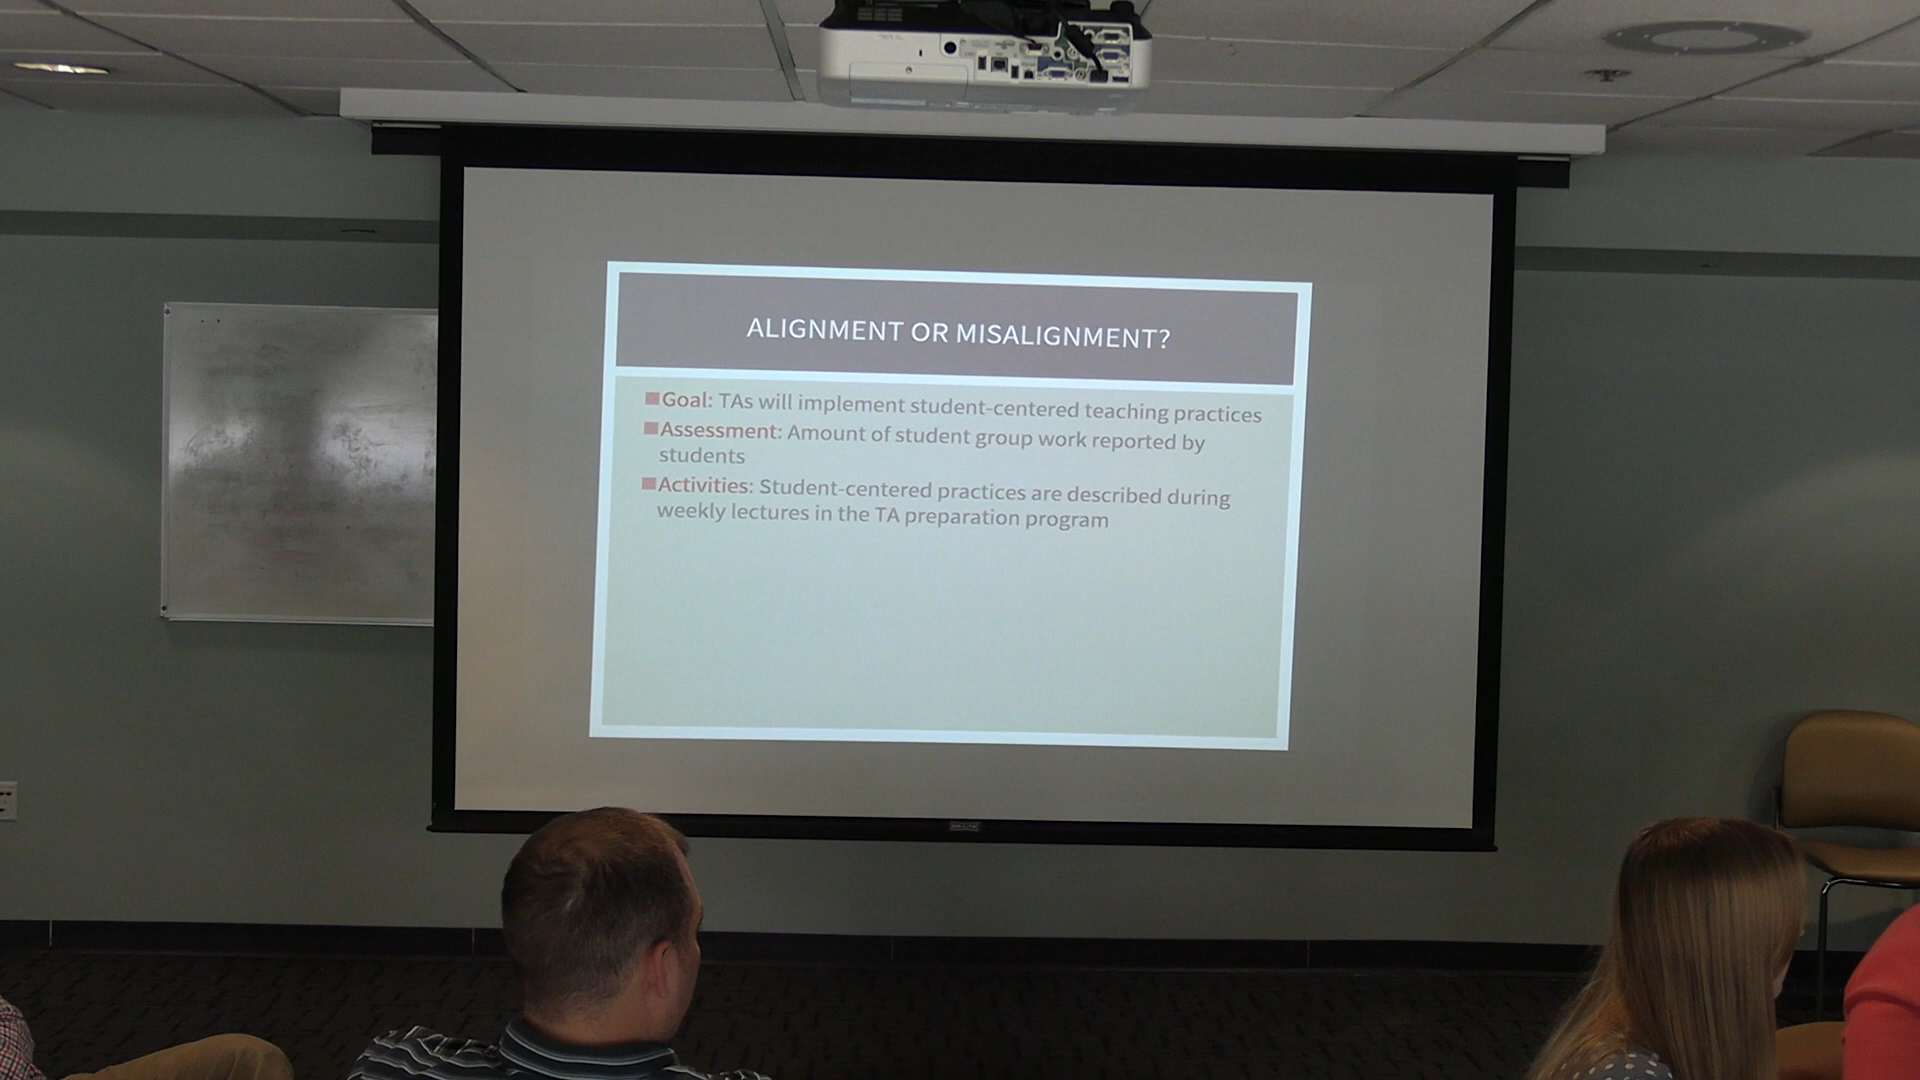 ALIGNMENT OR MISALIGNMENT?
Goal: TAs will implement student-centered teaching practices
Assessment: Amount of student group work reported by
students
Activities: Student-centered practices are described during
weekly lectures in the TA preparation program